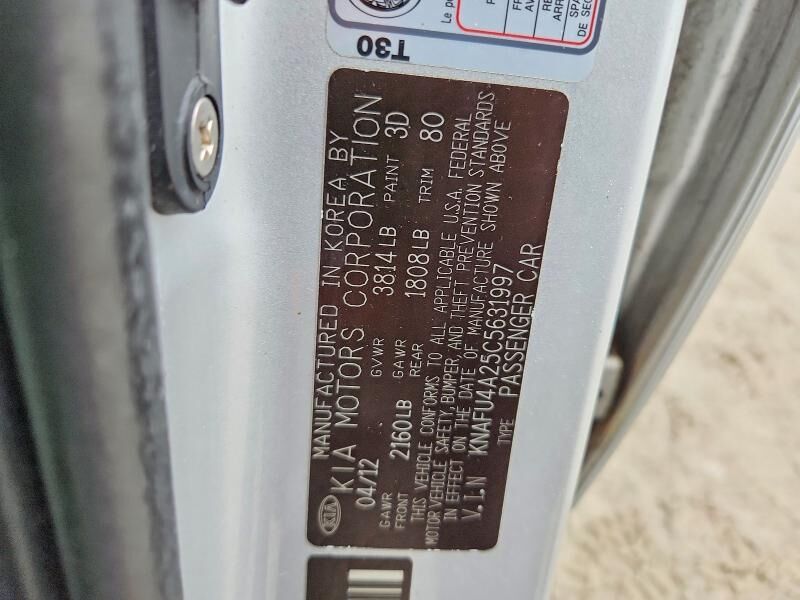 T30
MANUFACTURED IN KOREA BY
KIA MOTORS CORPORATION
04/12 GVWR 3814LB PAINT 3D
GAWR FRONT 2160LB GAWR REAR 1808LB TRIM 80
THIS VEHICLE CONFORMS TO ALL APPLICABLE U.S.A. FEDERAL
MOTOR VEHICLE SAFETY, BUMPER, AND THEFT PREVENTION STANDARDS
IN EFFECT ON THE DATE OF MANUFACTURE SHOWN ABOVE
V.I.N KNAFU4A25C5631997
TYPE PASSENGER CAR
KIA